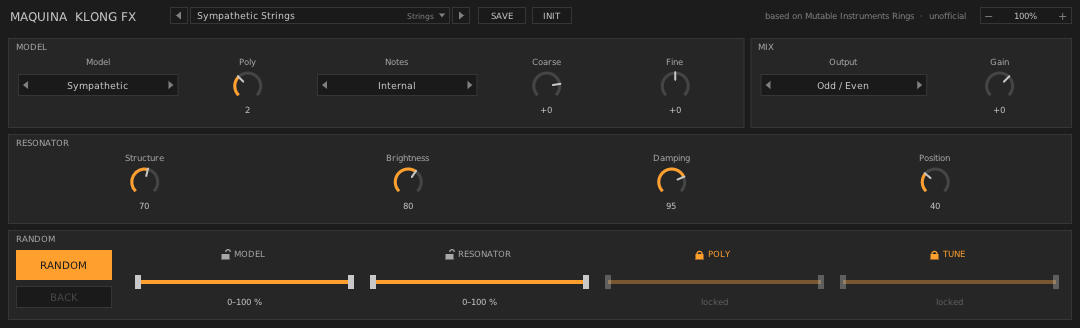 MAQUINA KLONG FX
Sympathetic Strings
Strings
SAVE
INIT
based on Mutable Instruments Rings · unofficial
− 100% +
MODEL
Model
Poly
Notes
Coarse
Fine
Sympathetic
Internal
2
+0
+0
MIX
Output
Gain
Odd / Even
+0
RESONATOR
Structure
Brightness
Damping
Position
70
80
95
40
RANDOM
RANDOM
BACK
MODEL
RESONATOR
POLY
TUNE
0–100 %
0–100 %
locked
locked